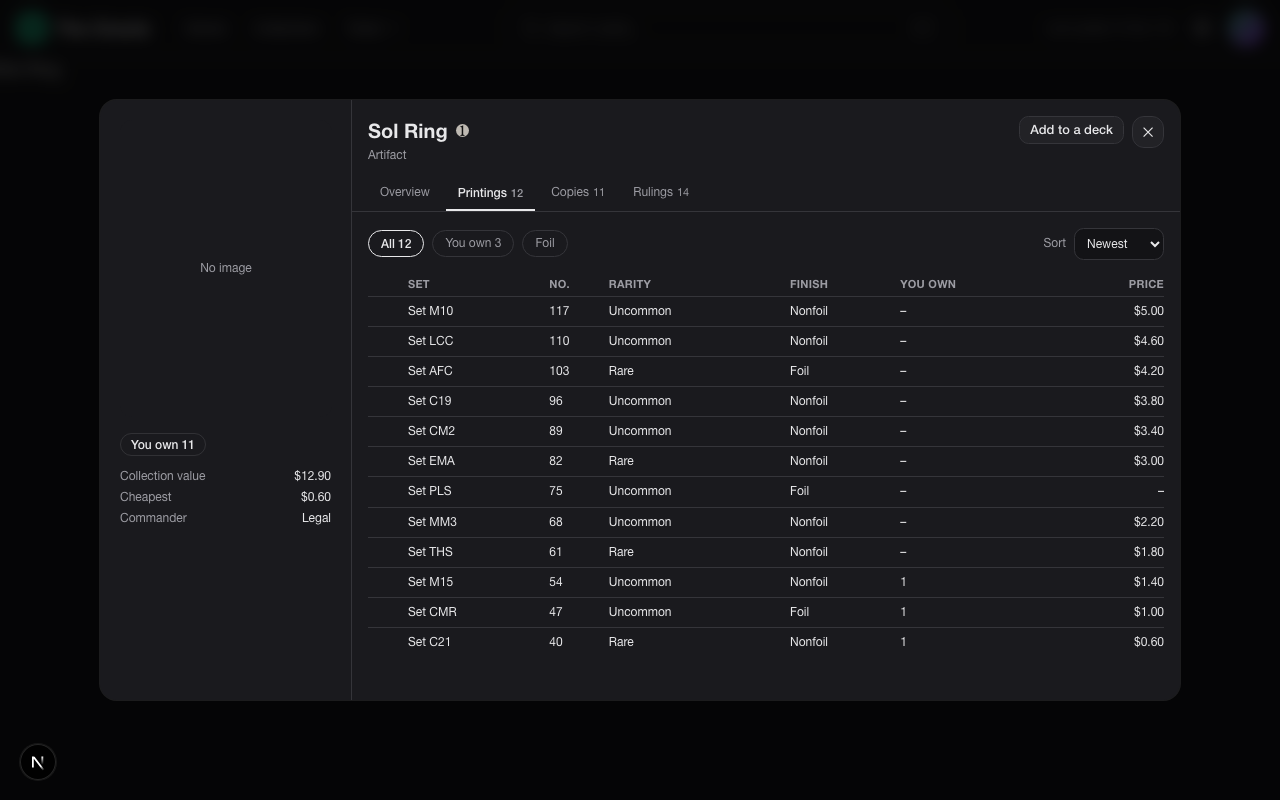 Sol Ring 1
Add to a deck
Artifact
Overview Printings 12 Copies 11 Rulings 14
All 12 You own 3 Foil Sort Newest
No image
SET NO. RARITY FINISH YOU OWN PRICE
Set M10 117 Uncommon Nonfoil – $5.00
Set LCC 110 Uncommon Nonfoil – $4.60
Set AFC 103 Rare Foil – $4.20
Set C19 96 Uncommon Nonfoil – $3.80
Set CM2 89 Uncommon Nonfoil – $3.40
Set EMA 82 Rare Nonfoil – $3.00
Set PLS 75 Uncommon Foil – –
Set MM3 68 Uncommon Nonfoil – $2.20
Set THS 61 Rare Nonfoil – $1.80
Set M15 54 Uncommon Nonfoil 1 $1.40
Set CMR 47 Uncommon Foil 1 $1.00
Set C21 40 Rare Nonfoil 1 $0.60
You own 11
Collection value $12.90
Cheapest $0.60
Commander Legal
N